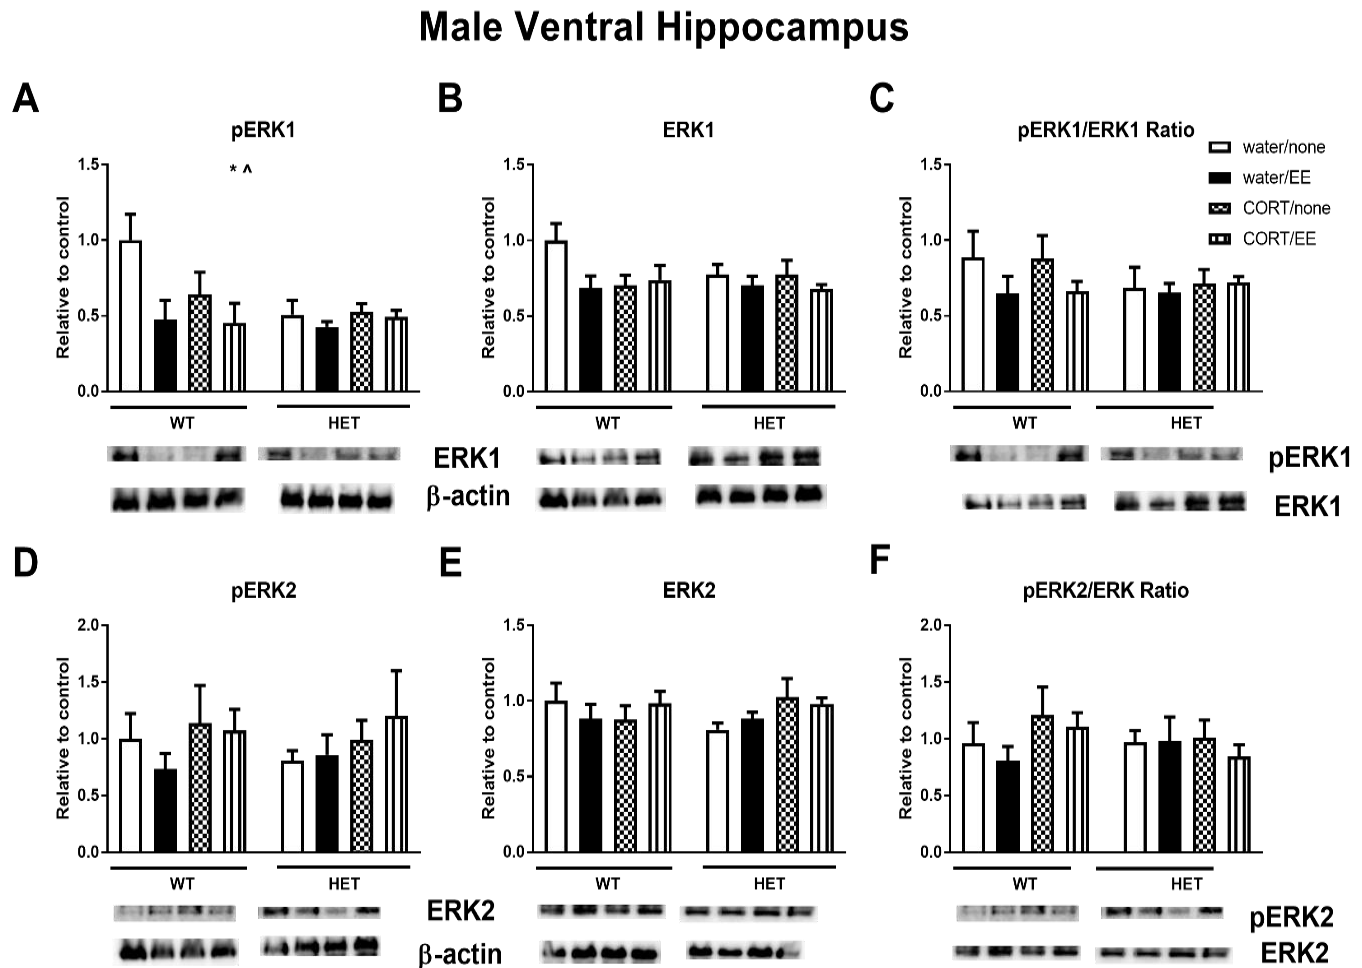 Male Ventral Hippocampus
A
pERK1
Relative to control
1.5
1.0
0.5
0.0
* ^
WT
HET
B
ERK1
Relative to control
1.5
1.0
0.5
0.0
WT
HET
ERK1
β-actin
C
pERK1/ERK1 Ratio
Relative to control
1.5
1.0
0.5
0.0
WT
HET
water/none
water/EE
CORT/none
CORT/EE
pERK1
ERK1
D
pERK2
Relative to control
2.0
1.5
1.0
0.5
0.0
WT
HET
E
ERK2
Relative to control
1.5
1.0
0.5
0.0
WT
HET
ERK2
β-actin
F
pERK2/ERK Ratio
Relative to control
2.0
1.5
1.0
0.5
0.0
WT
HET
pERK2
ERK2